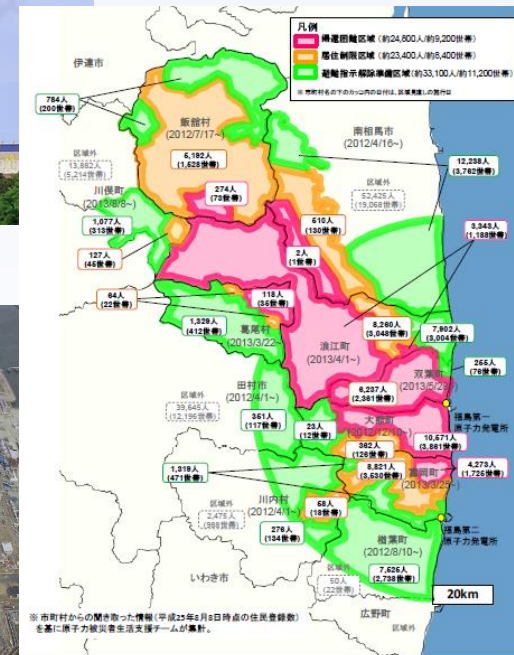 凡例
帰還困難区域 (約24,800人/約9,200世帯)
居住制限区域 (約23,400人/約8,400世帯)
避難指示解除準備区域 (約33,100人/約11,200世帯)
※ 市町村名の下のカッコ内の日付は、区域見直しの施行日
伊達市
784人
(200世帯)
飯舘村
(2012/7/17~)
南相馬市
(2012/4/16~)
区域外
13,862人
(5,214世帯)
5,192人
(1,528世帯)
12,238人
(3,762世帯)
川俣町
(2013/8/8~)
274人
(73世帯)
区域外
52,425人
(19,068世帯)
1,077人
(313世帯)
510人
(130世帯)
3,343人
(1,188世帯)
127人
(45世帯)
2人
(1世帯)
64人
(22世帯)
118人
(35世帯)
1,329人
(412世帯)
葛尾村
(2013/3/22~)
8,260人
(3,048世帯)
7,902人
(3,004世帯)
浪江町
(2013/4/1~)
255人
(76世帯)
双葉町
田村市
(2012/4/1~)
6,237人
(2,361世帯)
区域外
39,645人
(12,196世帯)
351人
(117世帯)
23人
(12世帯)
大熊町
(2012/12/10~)
福島第一
原子力発電所
10,571人
(3,861世帯)
362人
(126世帯)
1,319人
(471世帯)
8,821人
(3,530世帯)
富岡町
4,273人
(1,725世帯)
区域外
2,475人
(988世帯)
川内村
(2012/4/1~)
58人
(18世帯)
福島第二
原子力発電所
276人
(134世帯)
楢葉町
(2012/8/10~)
いわき市
7,525人
(2,738世帯)
区域外
50人
(22世帯)
20km
広野町
区域外
※ 市町村からの聞き取った情報(平成25年8月8日時点の住民登録数)
を基に原子力被災者生活支援チームが集計。